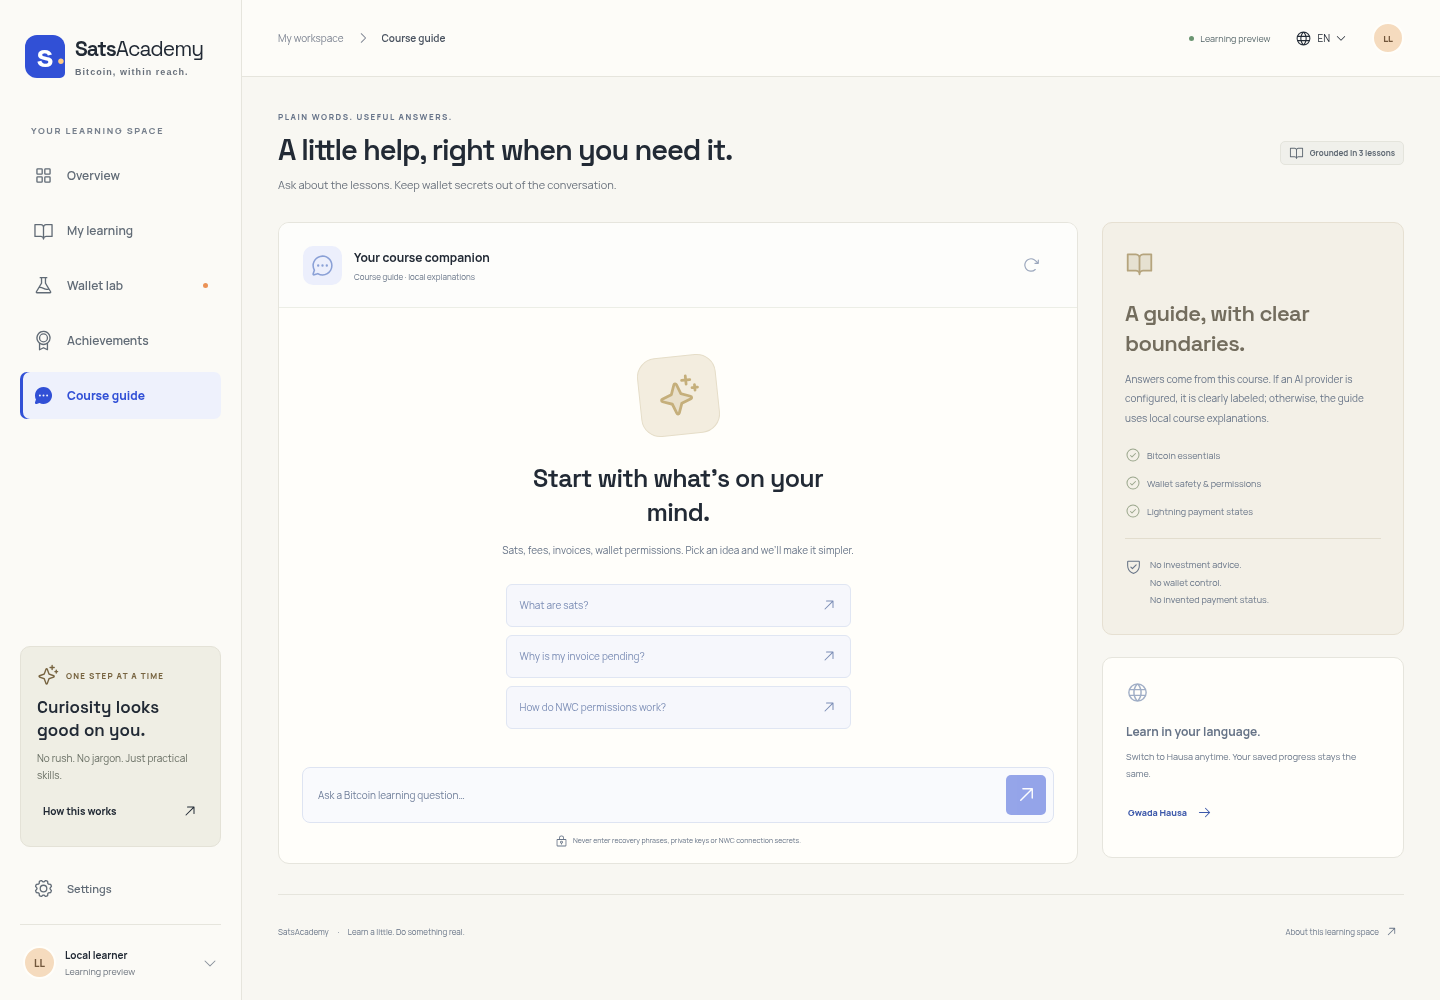 s.
SatsAcademy
Bitcoin, within reach.
YOUR LEARNING SPACE
Overview
My learning
Wallet lab
Achievements
Course guide
ONE STEP AT A TIME
Curiosity looks
good on you.
No rush. No jargon. Just practical
skills.
How this works
Settings
LL
Local learner
Learning preview
My workspace
Course guide
Learning preview
EN
LL
PLAIN WORDS. USEFUL ANSWERS.
A little help, right when you need it.
Ask about the lessons. Keep wallet secrets out of the conversation.
Grounded in 3 lessons
Your course companion
Course guide · local explanations
Start with what's on your
mind.
Sats, fees, invoices, wallet permissions. Pick an idea and we'll make it simpler.
What are sats?
Why is my invoice pending?
How do NWC permissions work?
Ask a Bitcoin learning question...
Never enter recovery phrases, private keys or NWC connection secrets.
A guide, with clear
boundaries.
Answers come from this course. If an AI provider is
configured, it is clearly labeled; otherwise, the guide
uses local course explanations.
Bitcoin essentials
Wallet safety & permissions
Lightning payment states
No investment advice.
No wallet control.
No invented payment status.
Learn in your language.
Switch to Hausa anytime. Your saved progress stays the
same.
Gwada Hausa
SatsAcademy · Learn a little. Do something real.
About this learning space